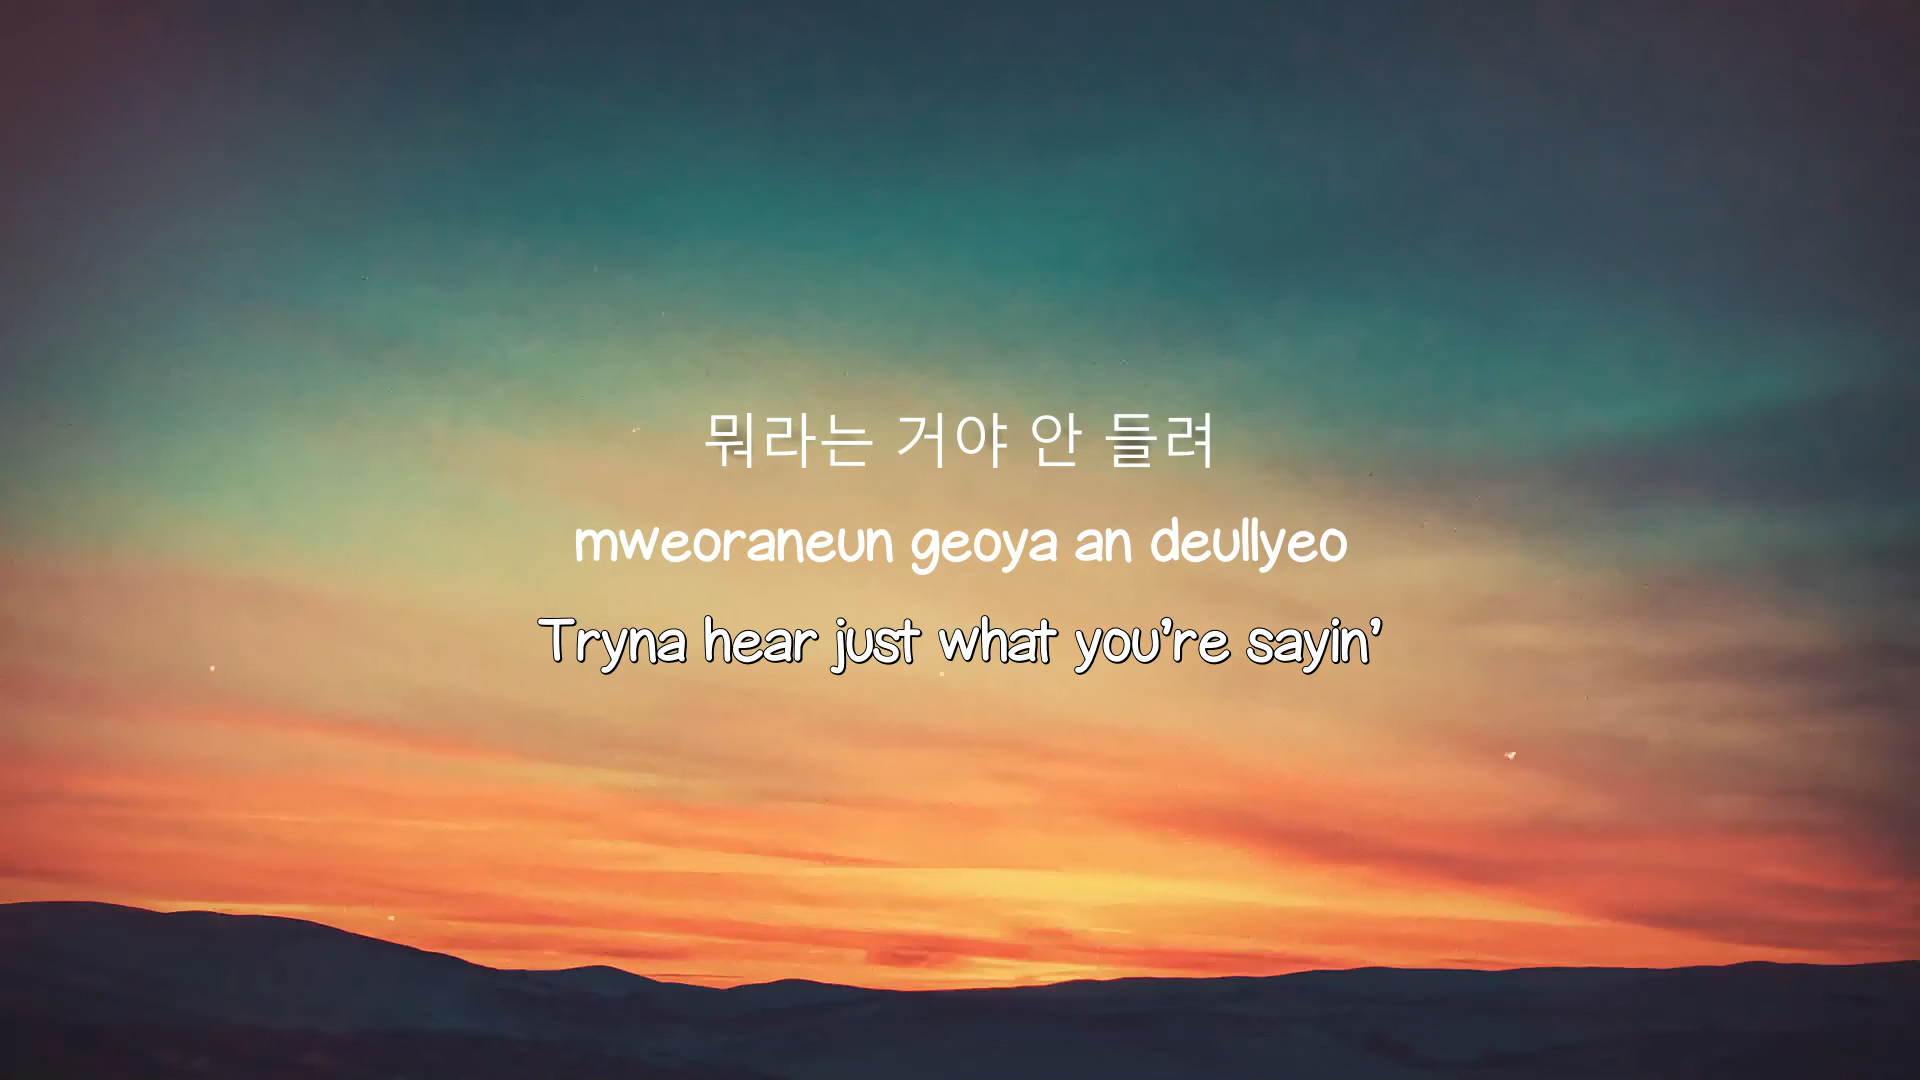 뭐라는 거야 안 들려
mweoraneun geoya an deullyeo
Tryna hear just what you're sayin'